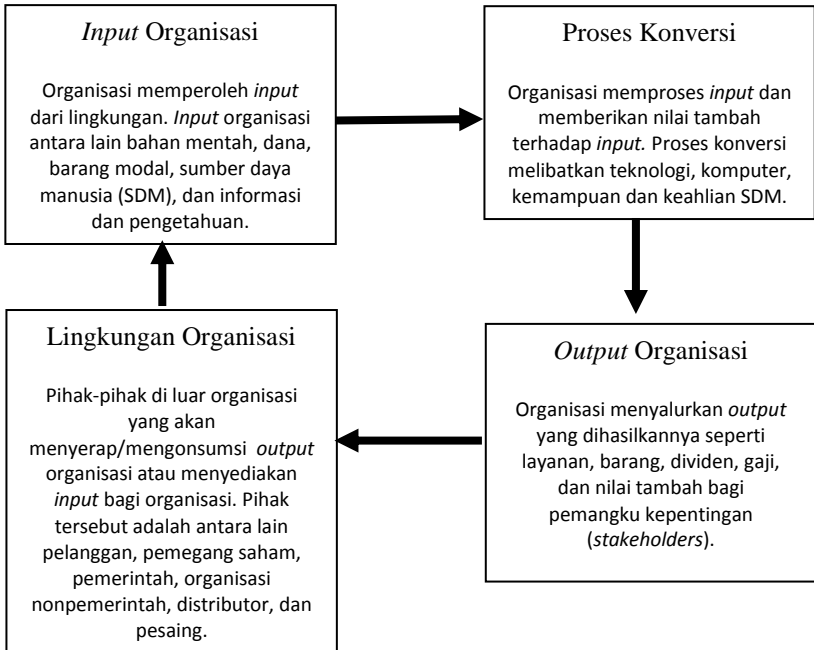 Input Organisasi
Organisasi memperoleh input
dari lingkungan. Input organisasi
antara lain bahan mentah, dana,
barang modal, sumber daya
manusia (SDM), dan informasi
dan pengetahuan.
Proses Konversi
Organisasi memproses input dan
memberikan nilai tambah
terhadap input. Proses konversi
melibatkan teknologi, komputer,
kemampuan dan keahlian SDM.
Output Organisasi
Organisasi menyalurkan output
yang dihasilkannya seperti
layanan, barang, dividen, gaji,
dan nilai tambah bagi
pemangku kepentingan
(stakeholders).
Lingkungan Organisasi
Pihak-pihak di luar organisasi
yang akan
menyerap/mengonsumsi output
organisasi atau menyediakan
input bagi organisasi. Pihak
tersebut adalah antara lain
pelanggan, pemegang saham,
pemerintah, organisasi
nonpemerintah, distributor, dan
pesaing.